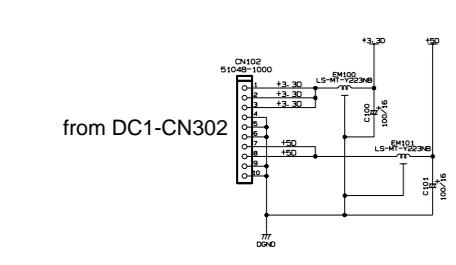 +3.3D
+5D
CN102
51048-1000
EM100
LS-MT-Y223NB
1
+3.3D
2
+3.3D
3
+3.3D
4
5
6
7
+5D
8
+5D
9
10
C100
100/16
from DC1-CN302
EM101
LS-MT-Y223NB
C101
100/16
DGND